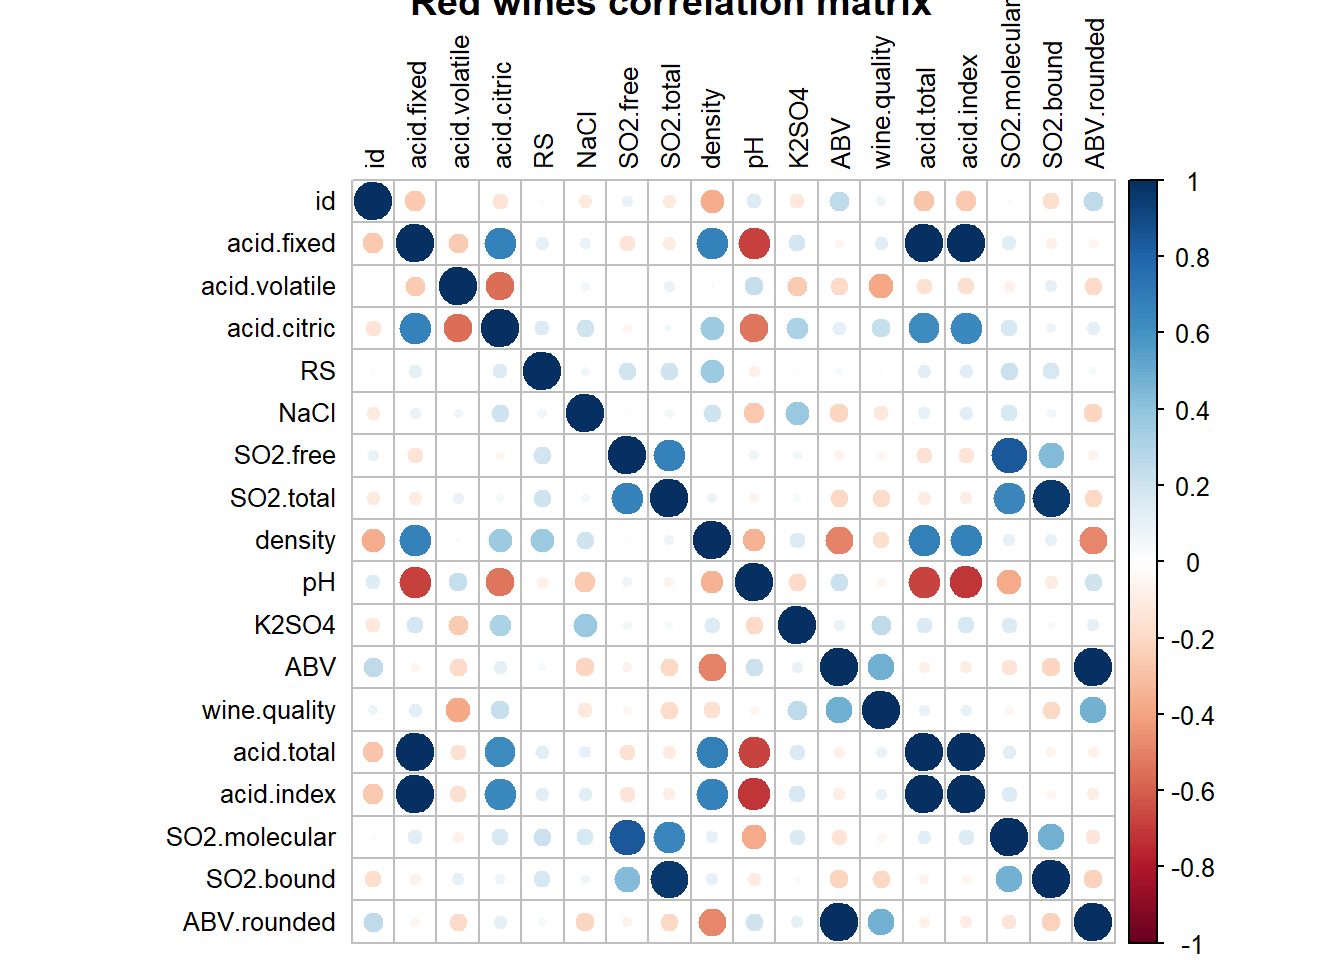 Red wines correlation matrix
id
acid.fixed
acid.volatile
acid.citric
RS
NaCl
SO2.free
SO2.total
density
pH
K2SO4
ABV
wine.quality
acid.total
acid.index
SO2.molecular
SO2.bound
ABV.rounded
id
acid.fixed
acid.volatile
acid.citric
RS
NaCl
SO2.free
SO2.total
density
pH
K2SO4
ABV
wine.quality
acid.total
acid.index
SO2.molecular
SO2.bound
ABV.rounded
1
0.8
0.6
0.4
0.2
0
-0.2
-0.4
-0.6
-0.8
-1